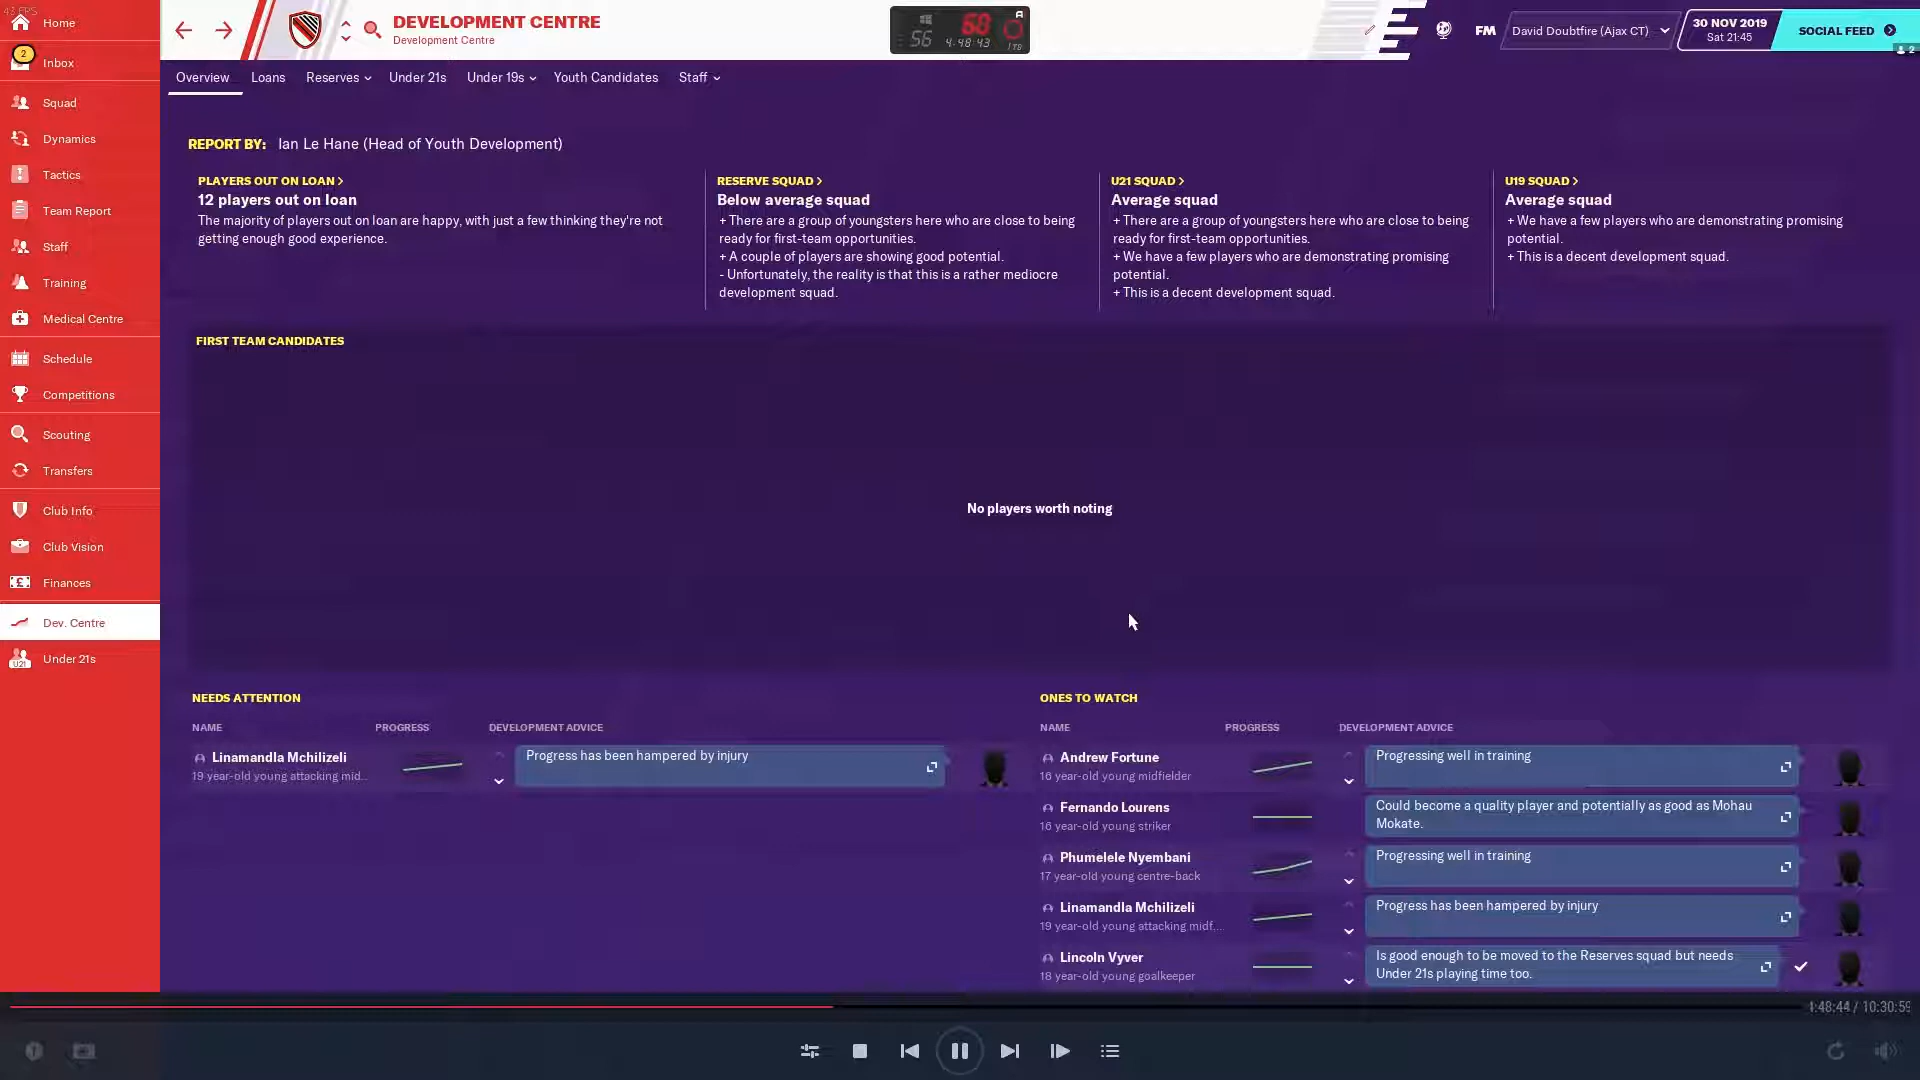 43 FPS
Home
DEVELOPMENT CENTRE
Development Centre
58
A
56
4:48:43
1TB
FM
David Doubtfire (Ajax CT)
30 NOV 2019
Sat 21:45
SOCIAL FEED
2
2
Inbox
Overview
Loans
Reserves
Under 21s
Under 19s
Youth Candidates
Staff
Squad
Dynamics
Tactics
Team Report
Staff
Training
Medical Centre
Schedule
Competitions
Scouting
Transfers
Club Info
Club Vision
Finances
Dev. Centre
U21
Under 21s
REPORT BY: Ian Le Hane (Head of Youth Development)
PLAYERS OUT ON LOAN >
12 players out on loan
The majority of players out on loan are happy, with just a few thinking they're not
getting enough good experience.
RESERVE SQUAD >
Below average squad
+ There are a group of youngsters here who are close to being
ready for first-team opportunities.
+ A couple of players are showing good potential.
- Unfortunately, the reality is that this is a rather mediocre
development squad.
U21 SQUAD >
Average squad
+ There are a group of youngsters here who are close to being
ready for first-team opportunities.
+ We have a few players who are demonstrating promising
potential.
+ This is a decent development squad.
U19 SQUAD >
Average squad
+ We have a few players who are demonstrating promising
potential.
+ This is a decent development squad.
FIRST TEAM CANDIDATES
No players worth noting
NEEDS ATTENTION
NAME PROGRESS DEVELOPMENT ADVICE
Linamandla Mchilizeli
19 year-old young attacking mid...
Progress has been hampered by injury
ONES TO WATCH
NAME PROGRESS DEVELOPMENT ADVICE
Andrew Fortune
16 year-old young midfielder
Progressing well in training
Fernando Lourens
16 year-old young striker
Could become a quality player and potentially as good as Mohau
Mokate.
Phumelele Nyembani
17 year-old young centre-back
Progressing well in training
Linamandla Mchilizeli
19 year-old young attacking midf...
Progress has been hampered by injury
Lincoln Vyver
18 year-old young goalkeeper
Is good enough to be moved to the Reserves squad but needs
Under 21s playing time too.
4:48:44 / 10:30:59